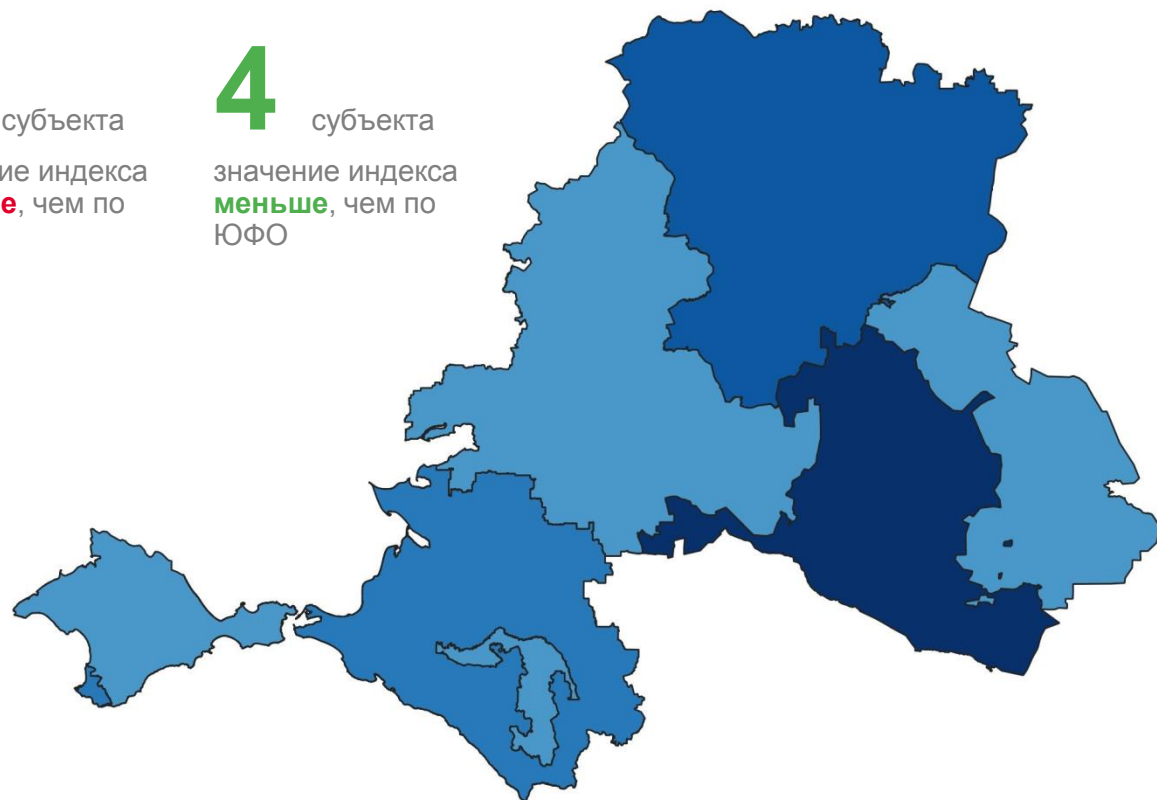 субъекта
ие индекса
е, чем по
4 субъекта
значение индекса
меньше, чем по
ЮФО